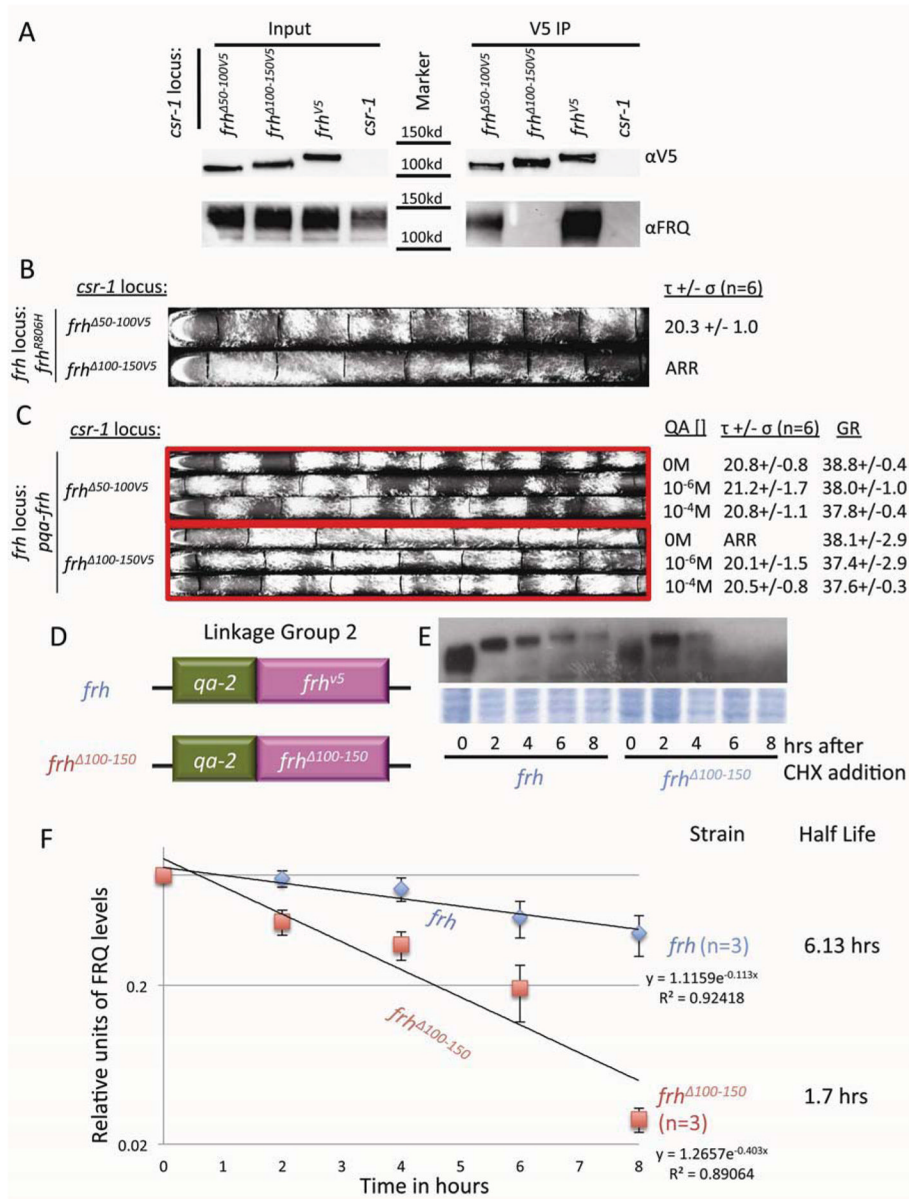 A
Input
V5 IP
csr-1 locus:
frhΔ50-100V5
frhΔ100-150V5
frhV5
csr-1
Marker
frhΔ50-100V5
frhΔ100-150V5
frhV5
csr-1
150kd
100kd
αV5
150kd
100kd
αFRQ
B
csr-1 locus:
τ +/- σ (n=6)
frh locus:
frhR806H
frhΔ50-100V5
20.3 +/- 1.0
frhΔ100-150V5
ARR
C
csr-1 locus:
QA [] τ +/- σ (n=6) GR
frh locus:
pqa-frh
frhΔ50-100V5
0M 20.8+/-0.8 38.8+/-0.4
10-6M 21.2+/-1.7 38.0+/-1.0
10-4M 20.8+/-1.1 37.8+/-0.4
frhΔ100-150V5
0M ARR 38.1+/-2.9
10-6M 20.1+/-1.5 37.4+/-2.9
10-4M 20.5+/-0.8 37.6+/-0.3
D
Linkage Group 2
frh
qa-2
frhv5
frhΔ100-150
qa-2
frhΔ100-150
E
0 2 4 6 8 0 2 4 6 8 hrs after
CHX addition
frh
frhΔ100-150
F
Strain Half Life
Relative units of FRQ levels
0.2
0.02
frh
frhΔ100-150
frh (n=3) 6.13 hrs
y = 1.1159e-0.113x
R² = 0.92418
frhΔ100-150
(n=3)
1.7 hrs
y = 1.2657e-0.403x
R² = 0.89064
0 1 2 3 4 5 6 7 8
Time in hours